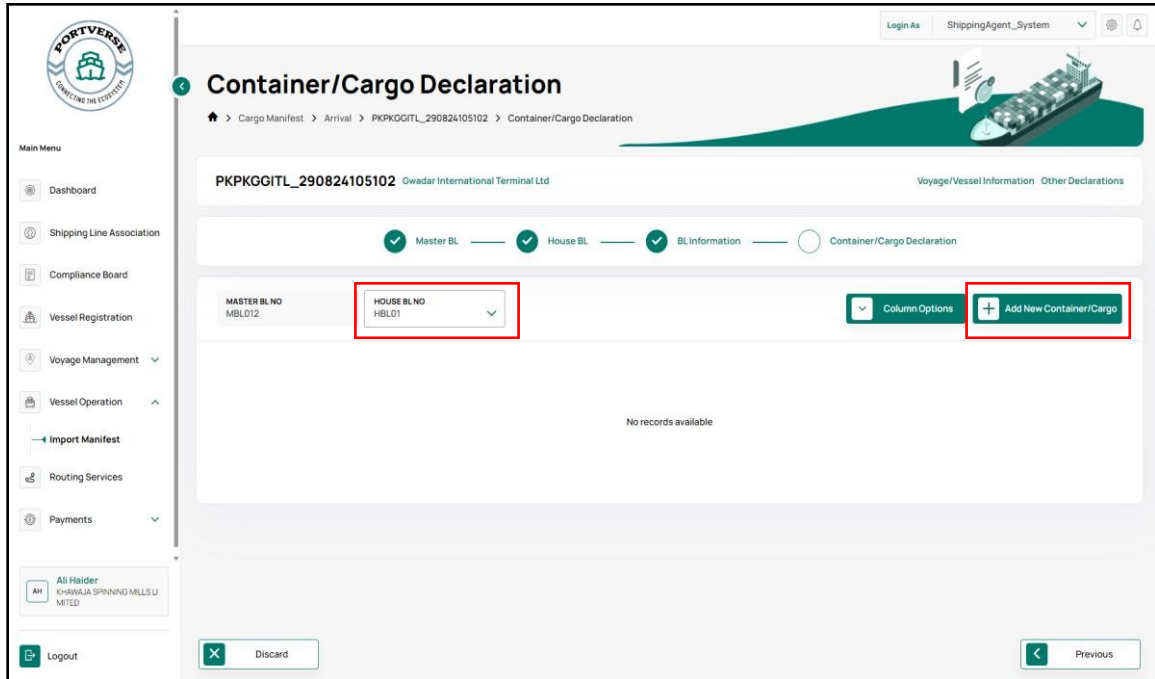 PORTVERSE
CONNECTING THE ECOSYSTEM
Login As ShippingAgent_System
Container/Cargo Declaration
> Cargo Manifest > Arrival > PKPKGGITL_290824105102 > Container/Cargo Declaration
Main Menu
Dashboard
Shipping Line Association
Compliance Board
Vessel Registration
Voyage Management
Vessel Operation
Import Manifest
Routing Services
Payments
AH
Ali Haider
KHAWAJA SPINNING MILLS LI
MITED
Logout
PKPKGGITL_290824105102 Gwadar International Terminal Ltd
Voyage/Vessel Information Other Declarations
Master BL House BL BL Information Container/Cargo Declaration
MASTER BL NO
MBL012
HOUSE BL NO
HBL01
Column Options
Add New Container/Cargo
No records available
Discard
Previous